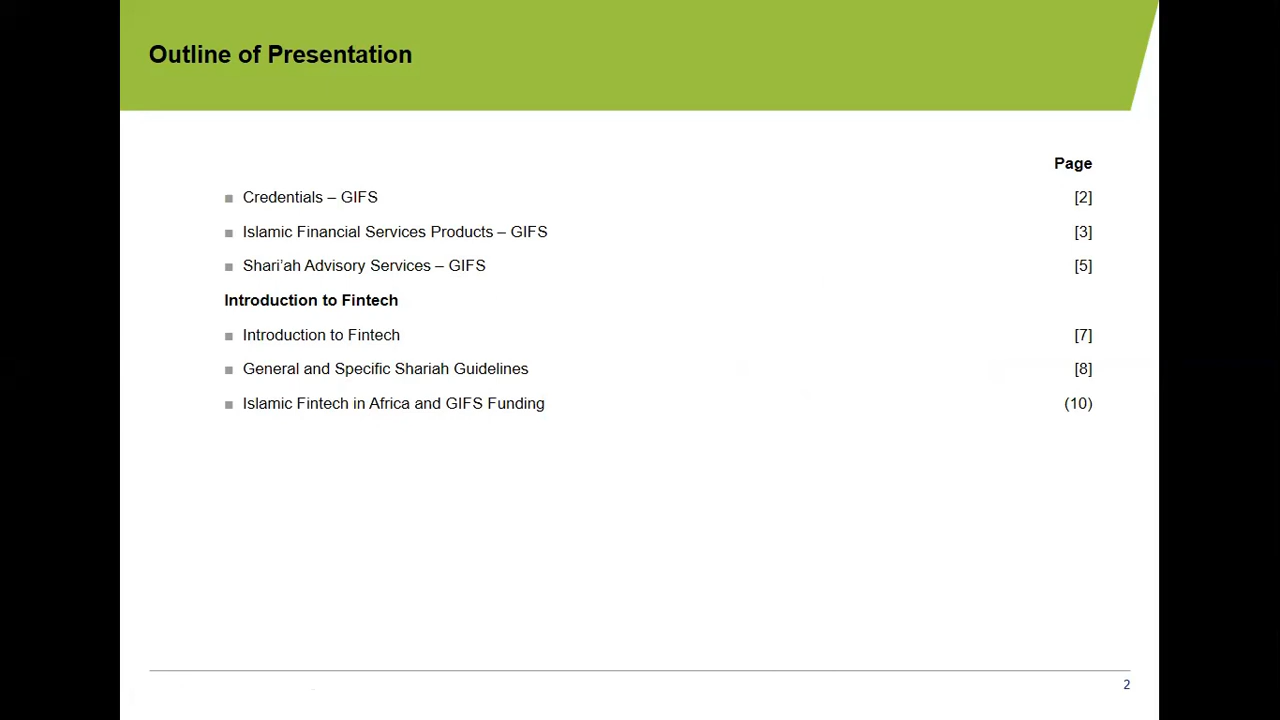 Outline of Presentation
Page
Credentials – GIFS [2]
Islamic Financial Services Products – GIFS [3]
Shari’ah Advisory Services – GIFS [5]
Introduction to Fintech
Introduction to Fintech [7]
General and Specific Shariah Guidelines [8]
Islamic Fintech in Africa and GIFS Funding (10)
2